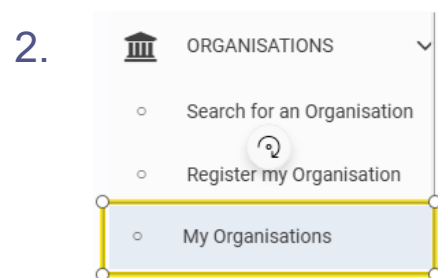 2.
ORGANISATIONS
Search for an Organisation
Register my Organisation
My Organisations